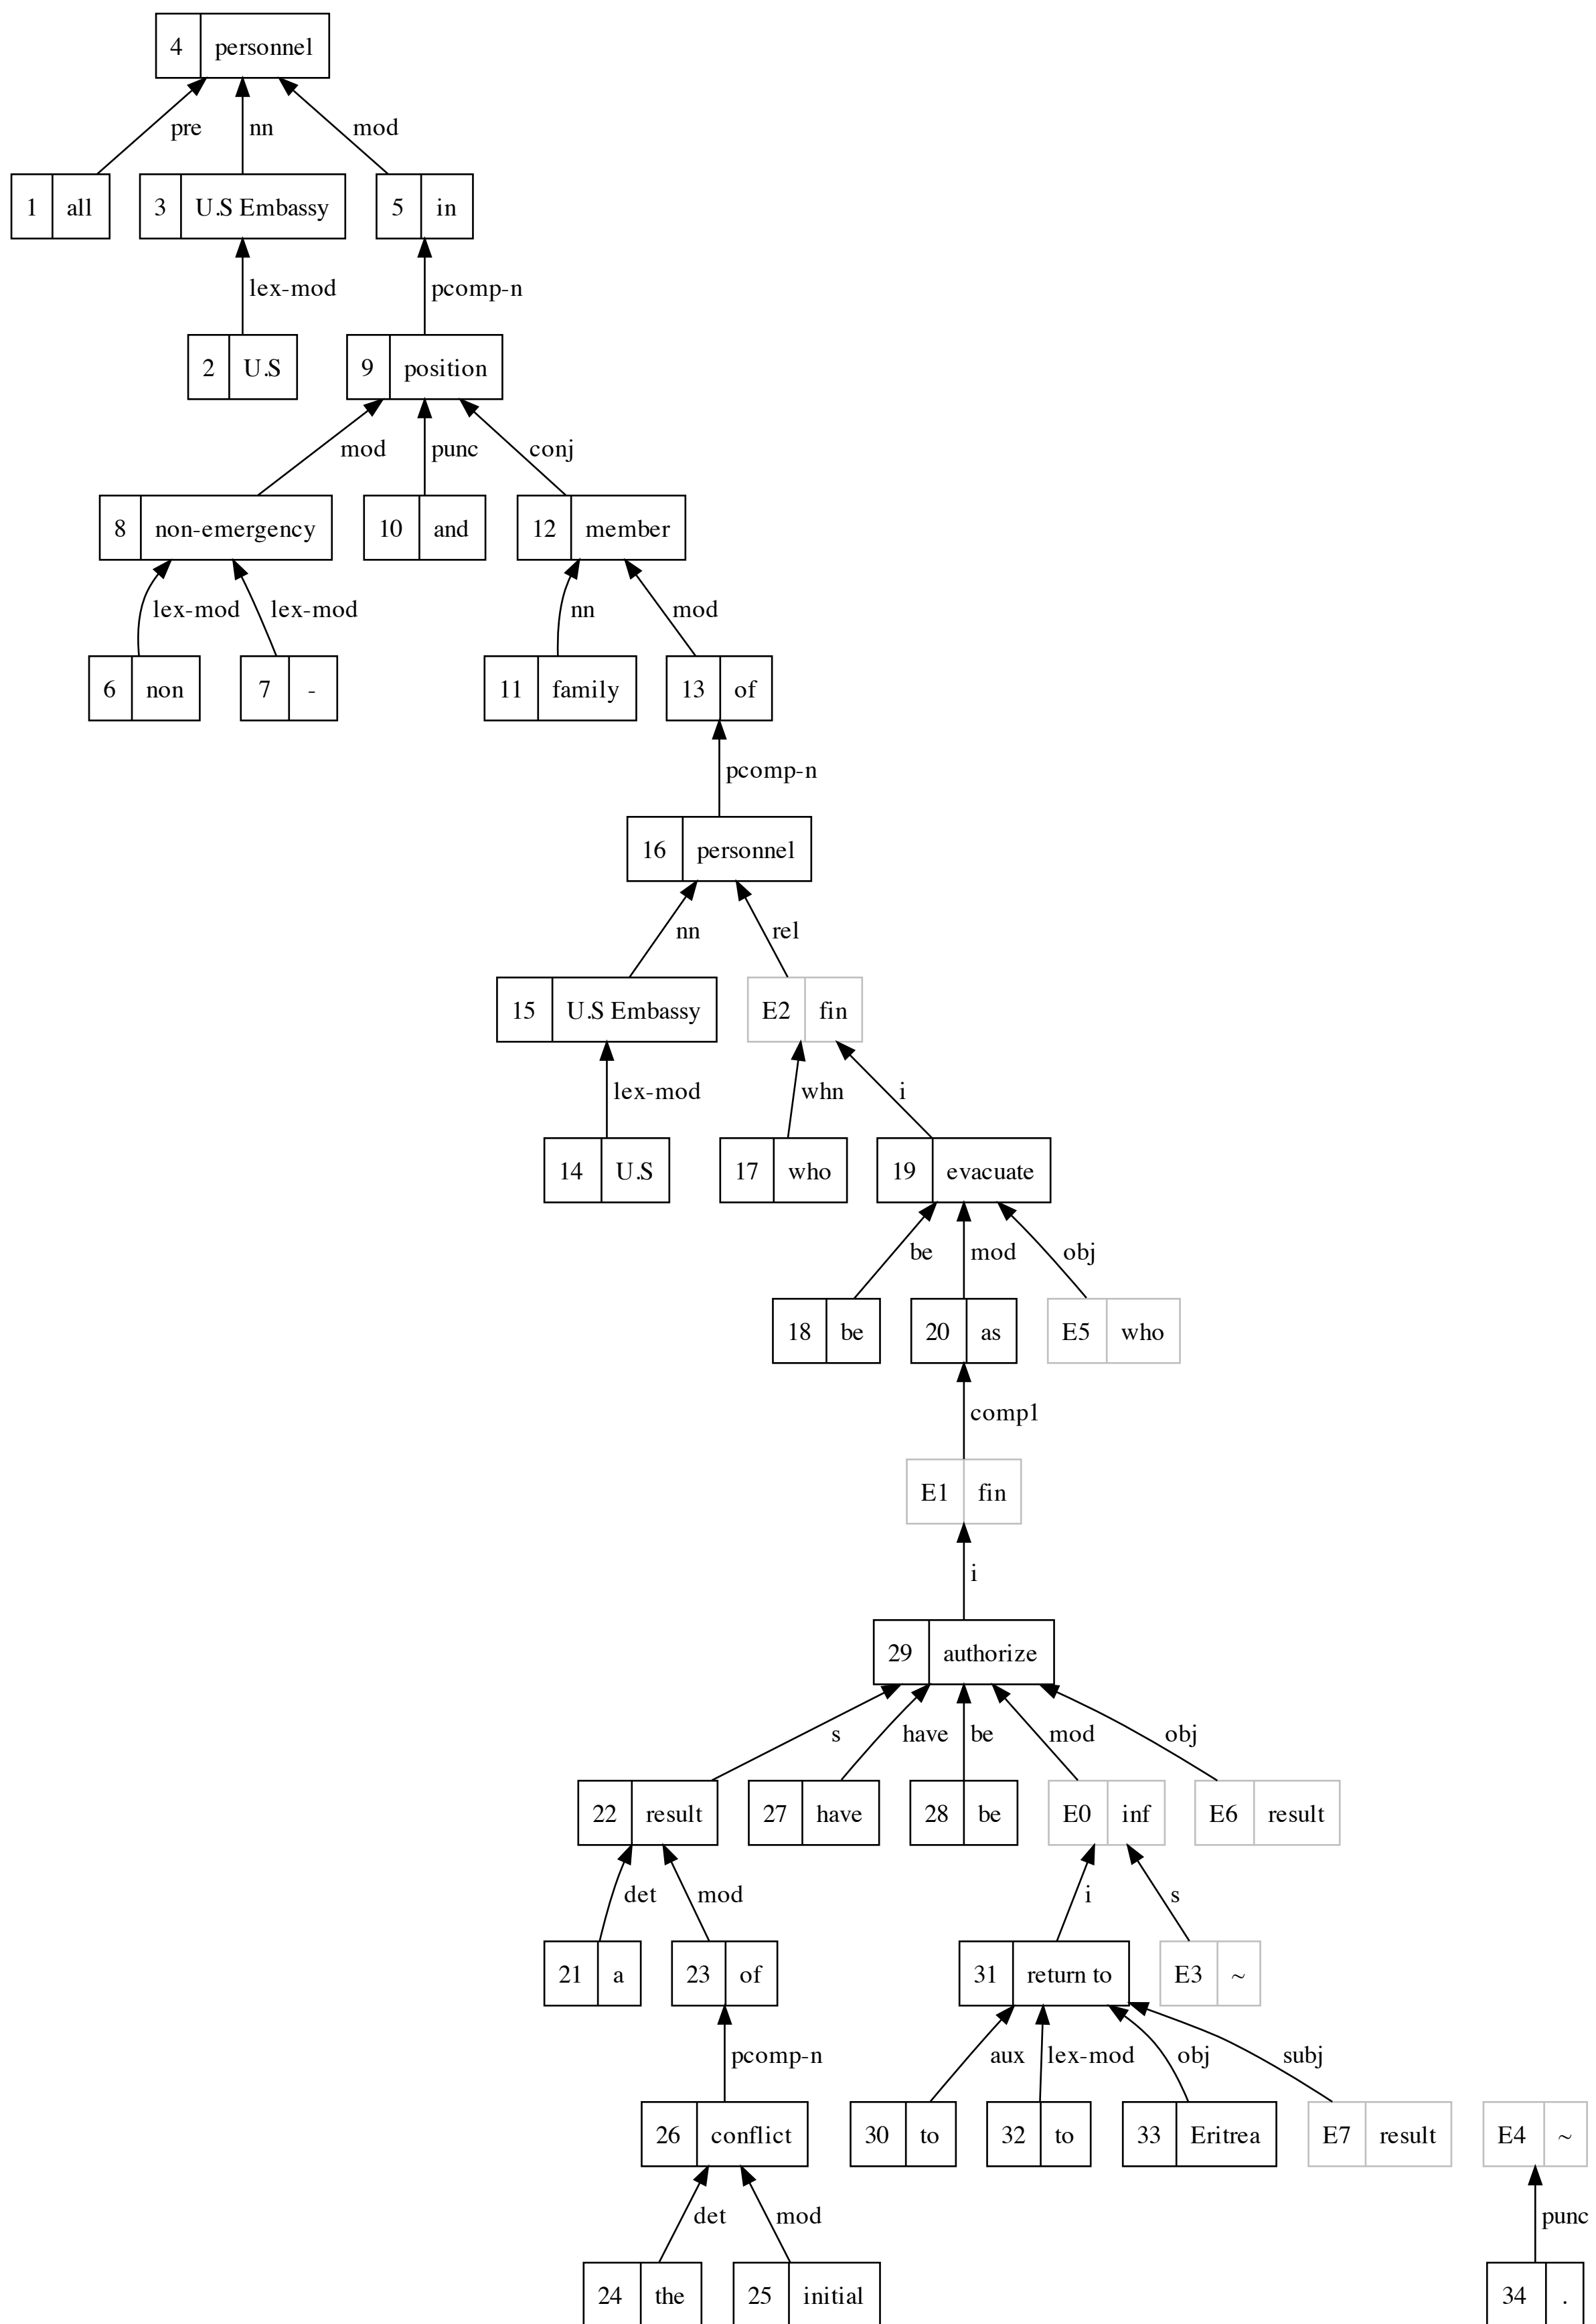 4 personnel
pre nn mod
1 all 3 U.S Embassy 5 in
lex-mod pcomp-n
2 U.S 9 position
mod punc conj
8 non-emergency 10 and 12 member
lex-mod lex-mod nn mod
6 non 7 - 11 family 13 of
pcomp-n
16 personnel
nn rel
15 U.S Embassy E2 fin
lex-mod whn i
14 U.S 17 who 19 evacuate
be mod obj
18 be 20 as E5 who
comp1
E1 fin
i
29 authorize
s have be mod obj
22 result 27 have 28 be E0 inf E6 result
det mod i s
21 a 23 of 31 return to E3 ~
pcomp-n aux lex-mod obj subj
26 conflict 30 to 32 to 33 Eritrea E7 result E4 ~
det mod punc
24 the 25 initial 34 .